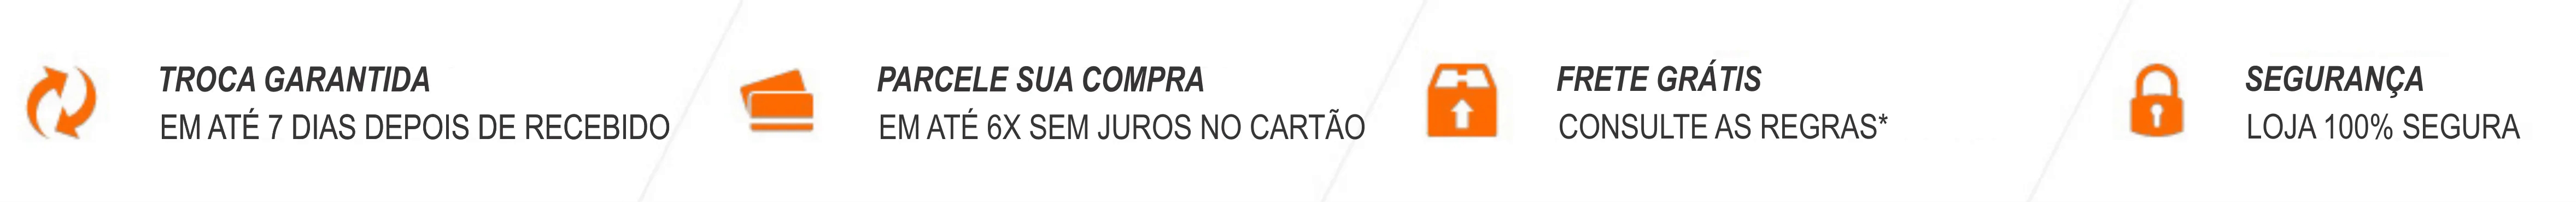 TROCA GARANTIDA
EM ATÉ 7 DIAS DEPOIS DE RECEBIDO
PARCELE SUA COMPRA
EM ATÉ 6X SEM JUROS NO CARTÃO
FRETE GRÁTIS
CONSULTE AS REGRAS*
SEGURANÇA
LOJA 100% SEGURA